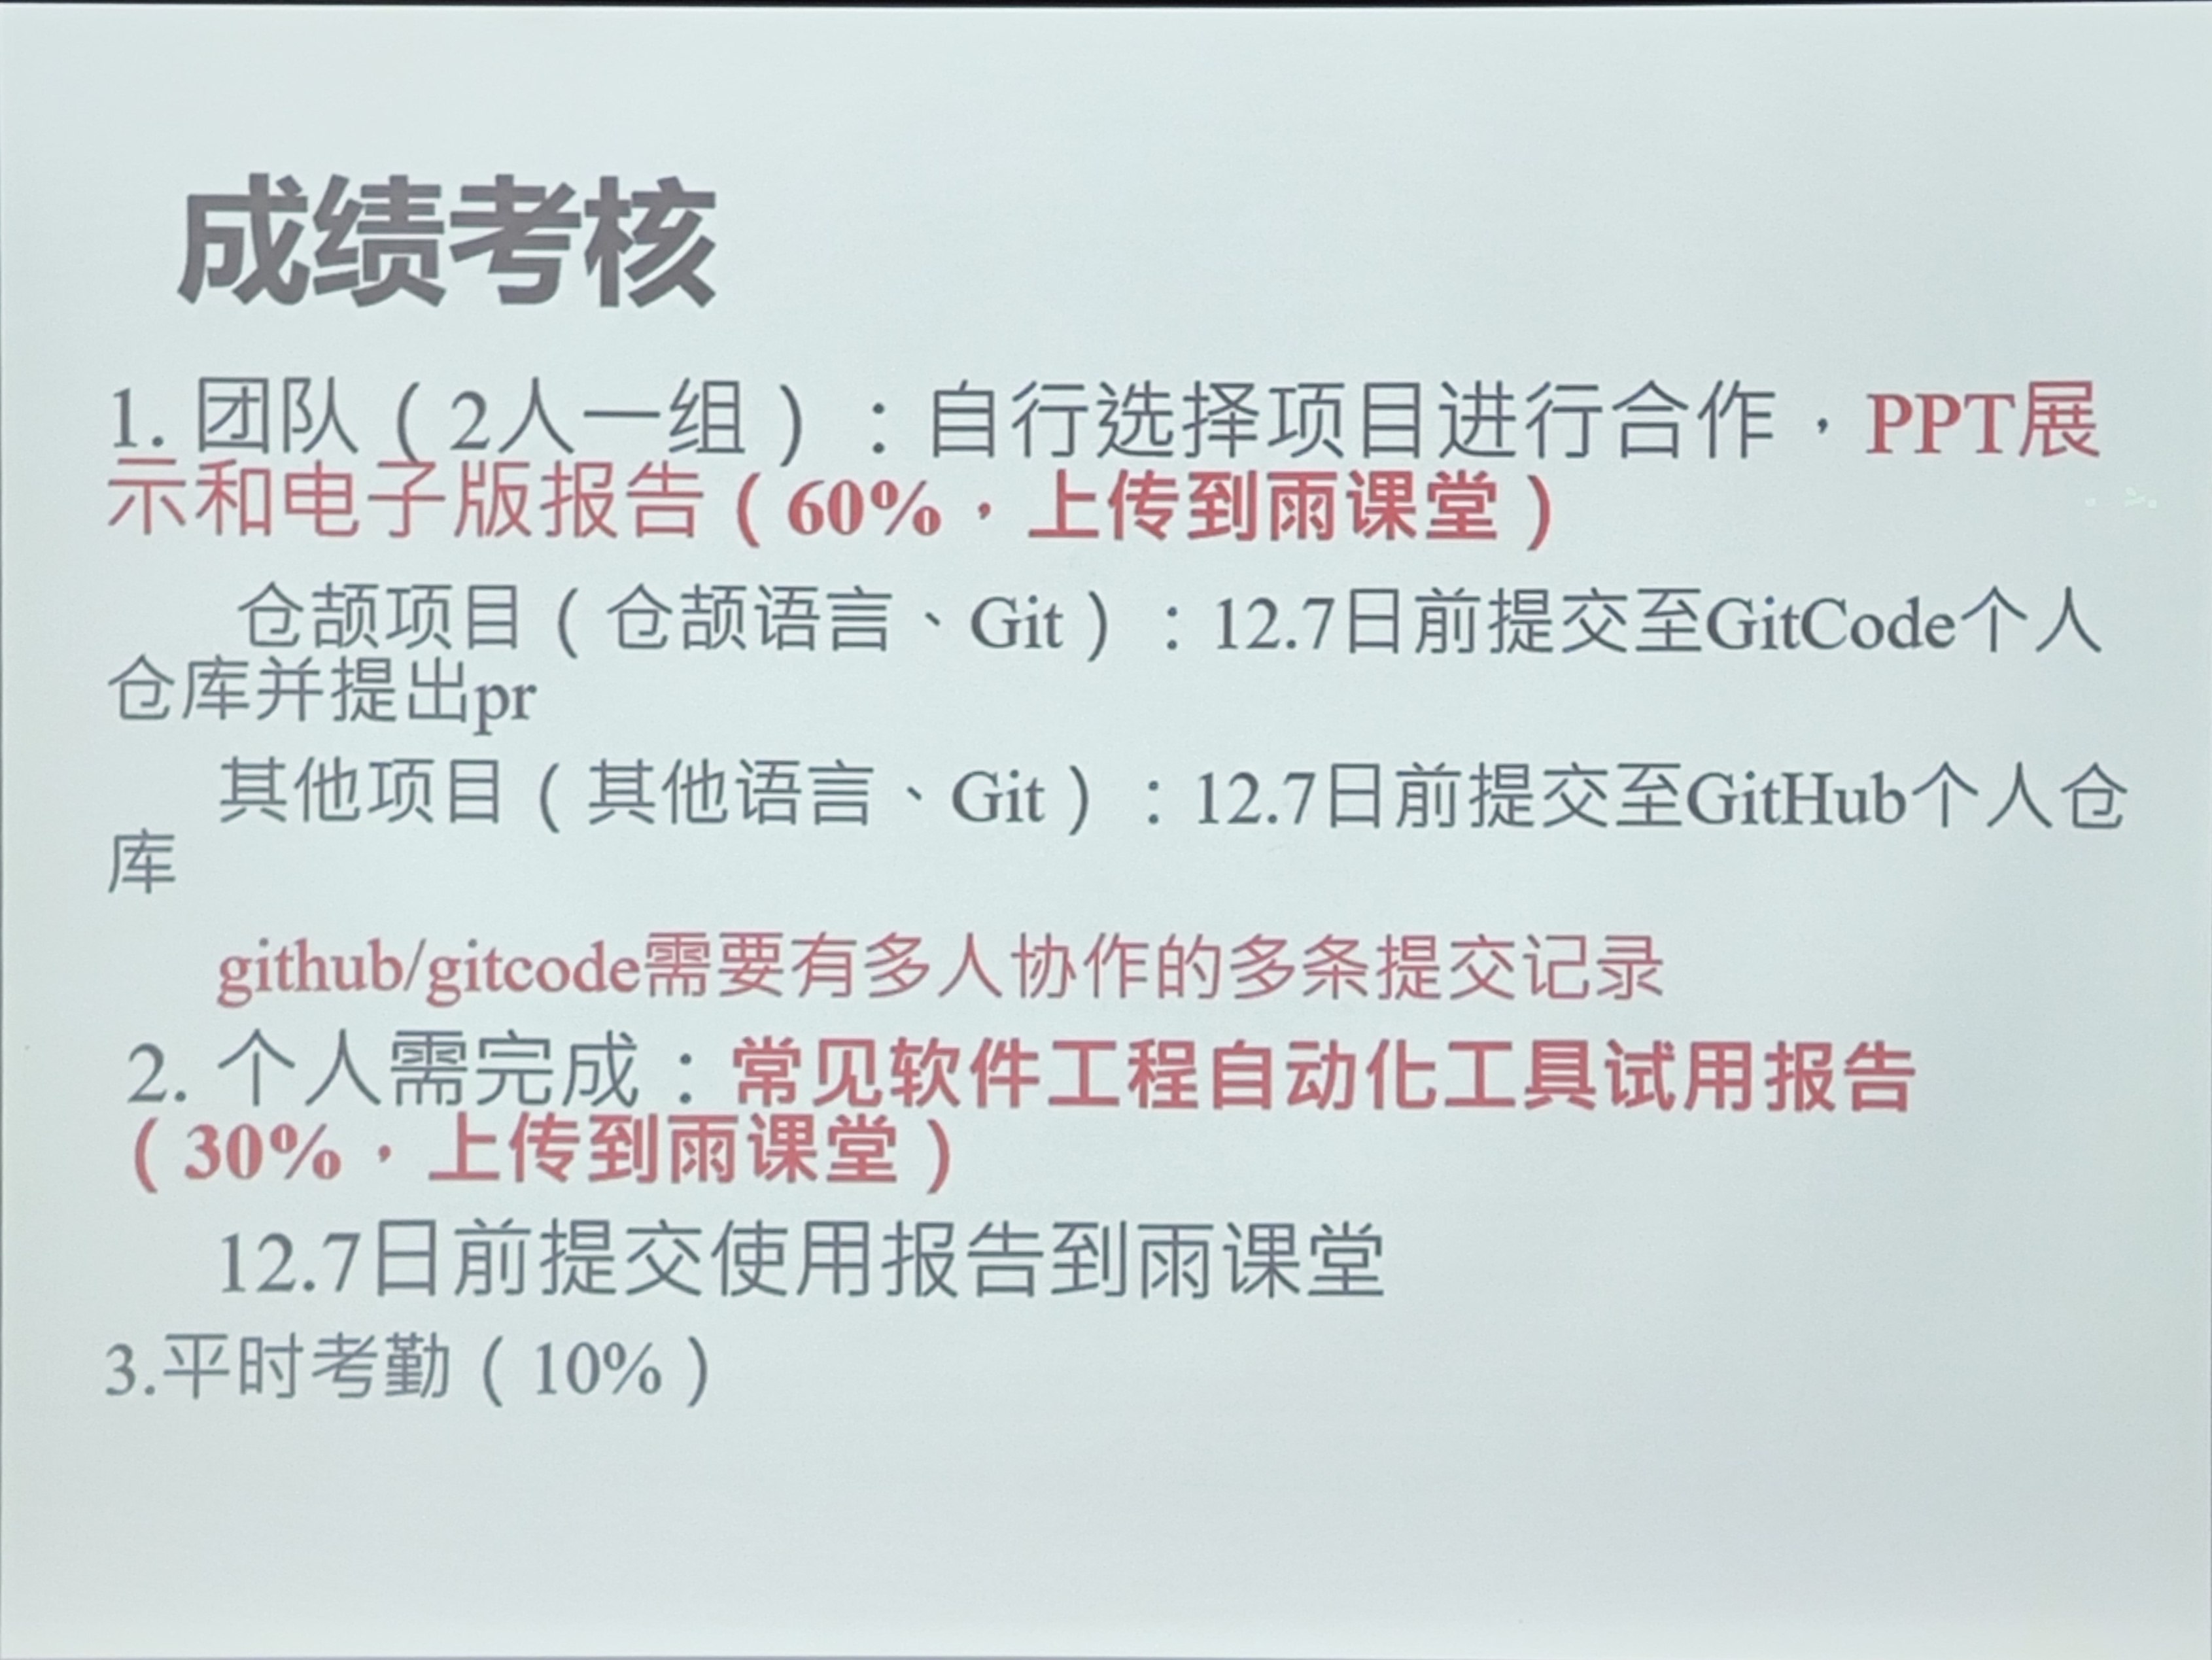 成绩考核
1. 团队（2人一组）：自行选择项目进行合作，PPT展
示和电子版报告（60%，上传到雨课堂）
仓颉项目（仓颉语言、Git）：12.7日前提交至GitCode个人
仓库并提出pr
其他项目（其他语言、Git）：12.7日前提交至GitHub个人仓
库
github/gitcode需要有多人协作的多条提交记录
2. 个人需完成：常见软件工程自动化工具试用报告
（30%，上传到雨课堂）
12.7日前提交使用报告到雨课堂
3.平时考勤（10%）